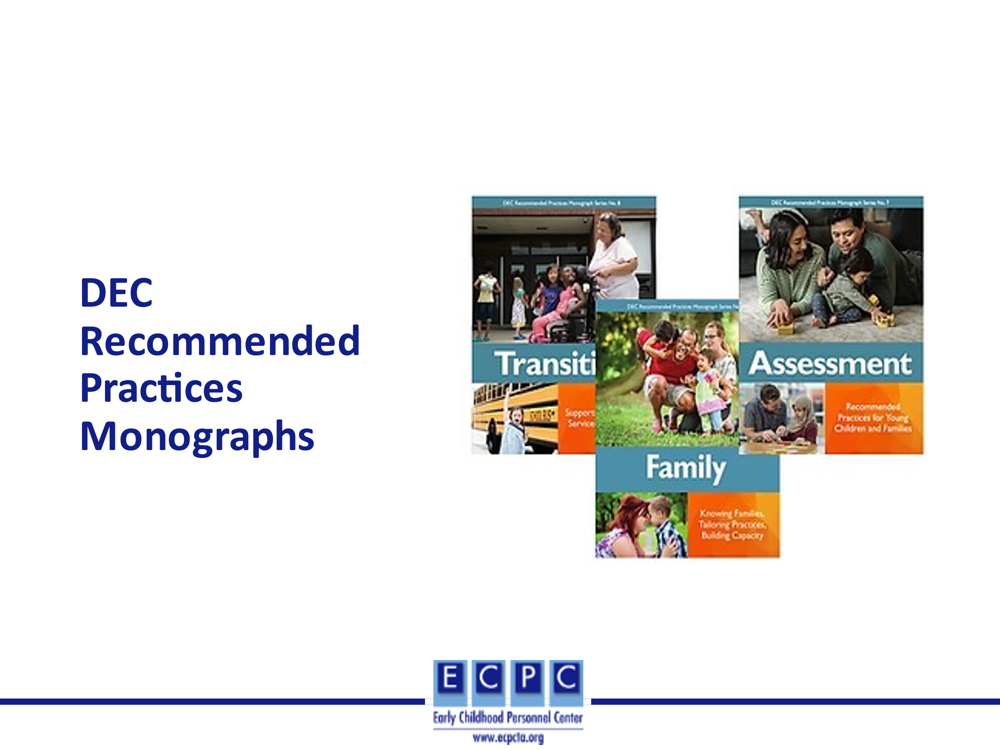 DEC
Recommended
Practices
Monographs
DEC Recommended Practices Monograph Series No. 8
Transiti
Support
Service
DEC Recommended Practices Monograph Series No
Family
Knowing Families,
Tailoring Practices,
Building Capacity
DEC Recommended Practices Monograph Series No. 7
Assessment
Recommended
Practices for Young
Children and Families
E C P C
Early Childhood Personnel Center
www.ecpcta.org